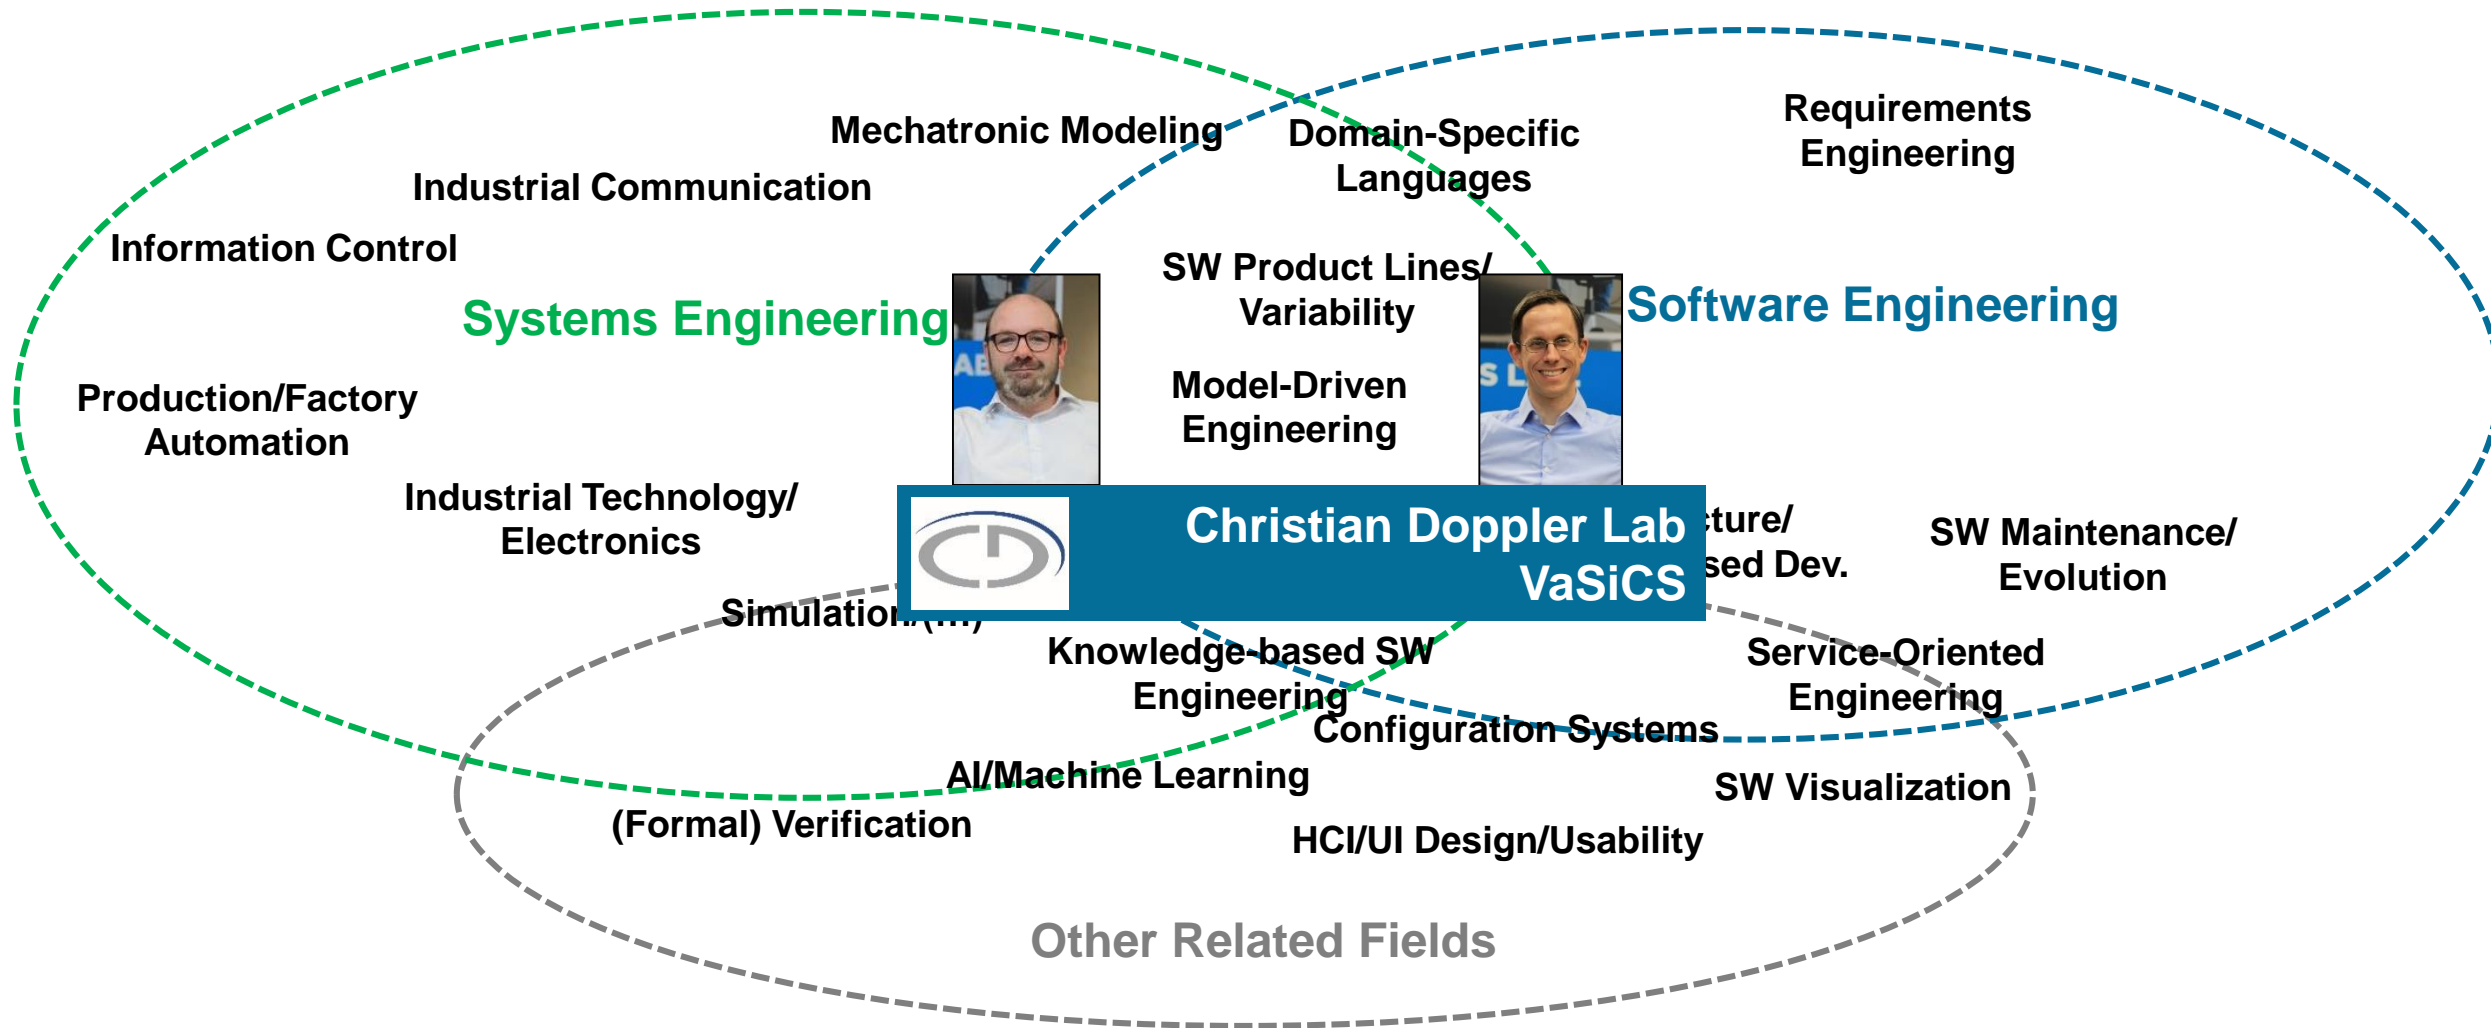 Mechatronic Modeling
Domain-Specific
Languages
Requirements
Engineering
Industrial Communication
Information Control
SW Product Lines/
Variability
Systems Engineering
Software Engineering
Production/Factory
Automation
Model-Driven
Engineering
Industrial Technology/
Electronics
Christian Doppler Lab
VaSiCS
sed Dev.
SW Maintenance/
Evolution
Knowledge-based SW
Engineering
Service-Oriented
Engineering
Configuration Systems
AI/Machine Learning
SW Visualization
(Formal) Verification
HCI/UI Design/Usability
Other Related Fields